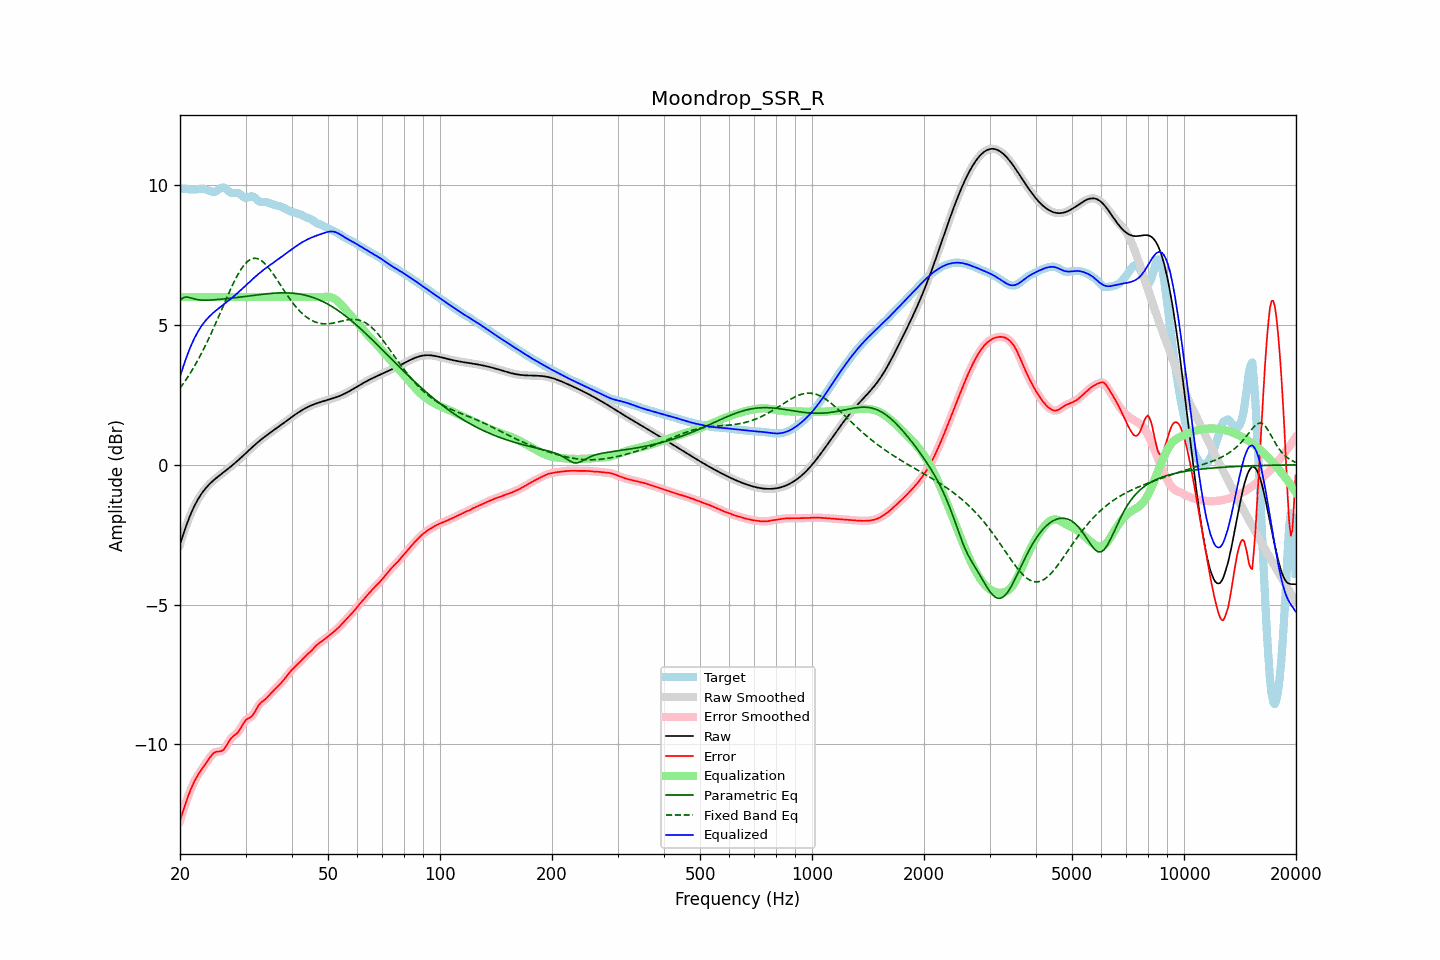 Moondrop_SSR_R
Amplitude (dBr)
10
5
0
−5
−10
Target
Raw Smoothed
Error Smoothed
Raw
Error
Equalization
Parametric Eq
Fixed Band Eq
Equalized
20 50 100 200 500 1000 2000 5000 10000 20000
Frequency (Hz)